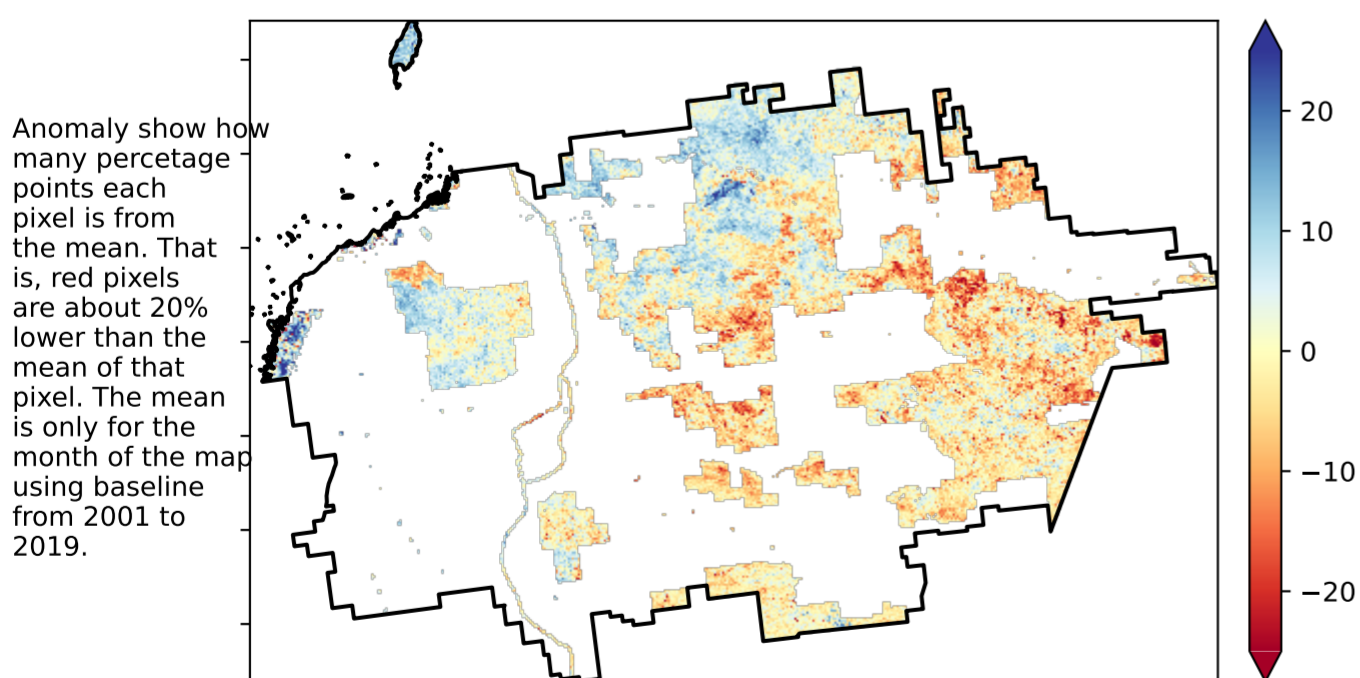 Anomaly show how
many percetage
points each
pixel is from
the mean. That
is, red pixels
are about 20%
lower than the
mean of that
pixel. The mean
is only for the
month of the map
using baseline
from 2001 to
2019.
20
10
0
−10
−20